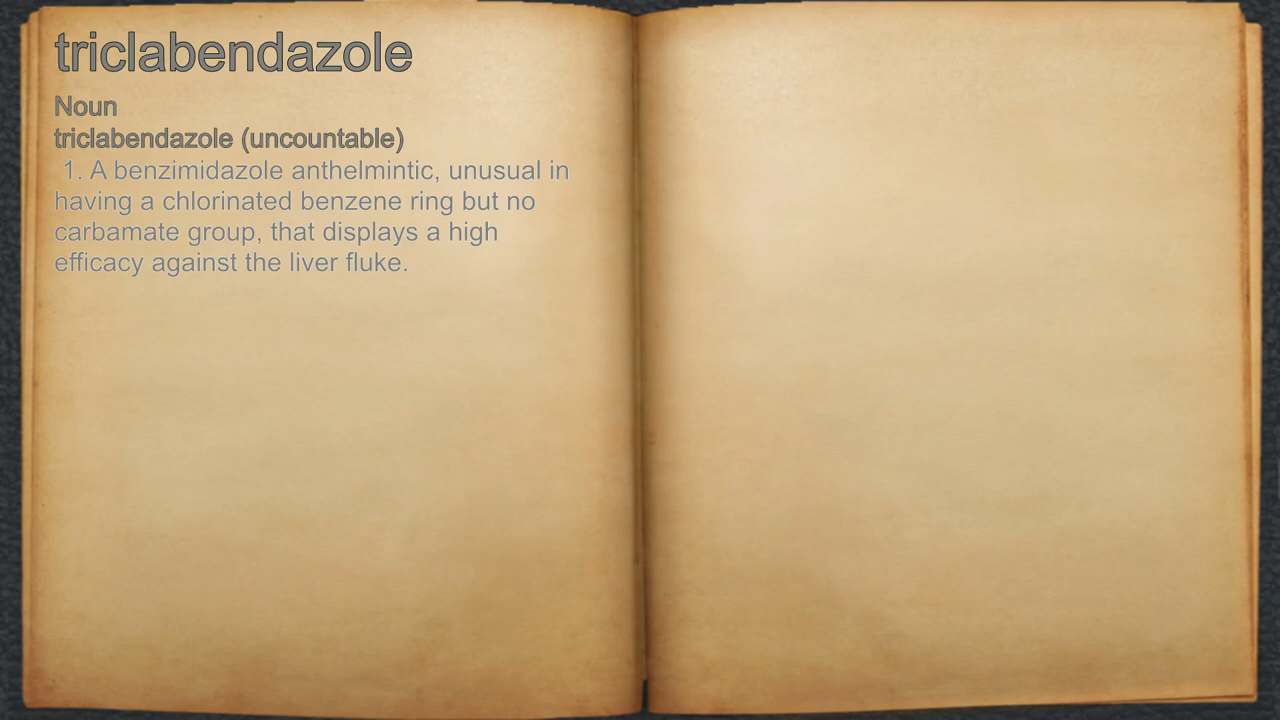 triclabendazole
Noun
triclabendazole (uncountable)
1. A benzimidazole anthelmintic, unusual in
having a chlorinated benzene ring but no
carbamate group, that displays a high
efficacy against the liver fluke.